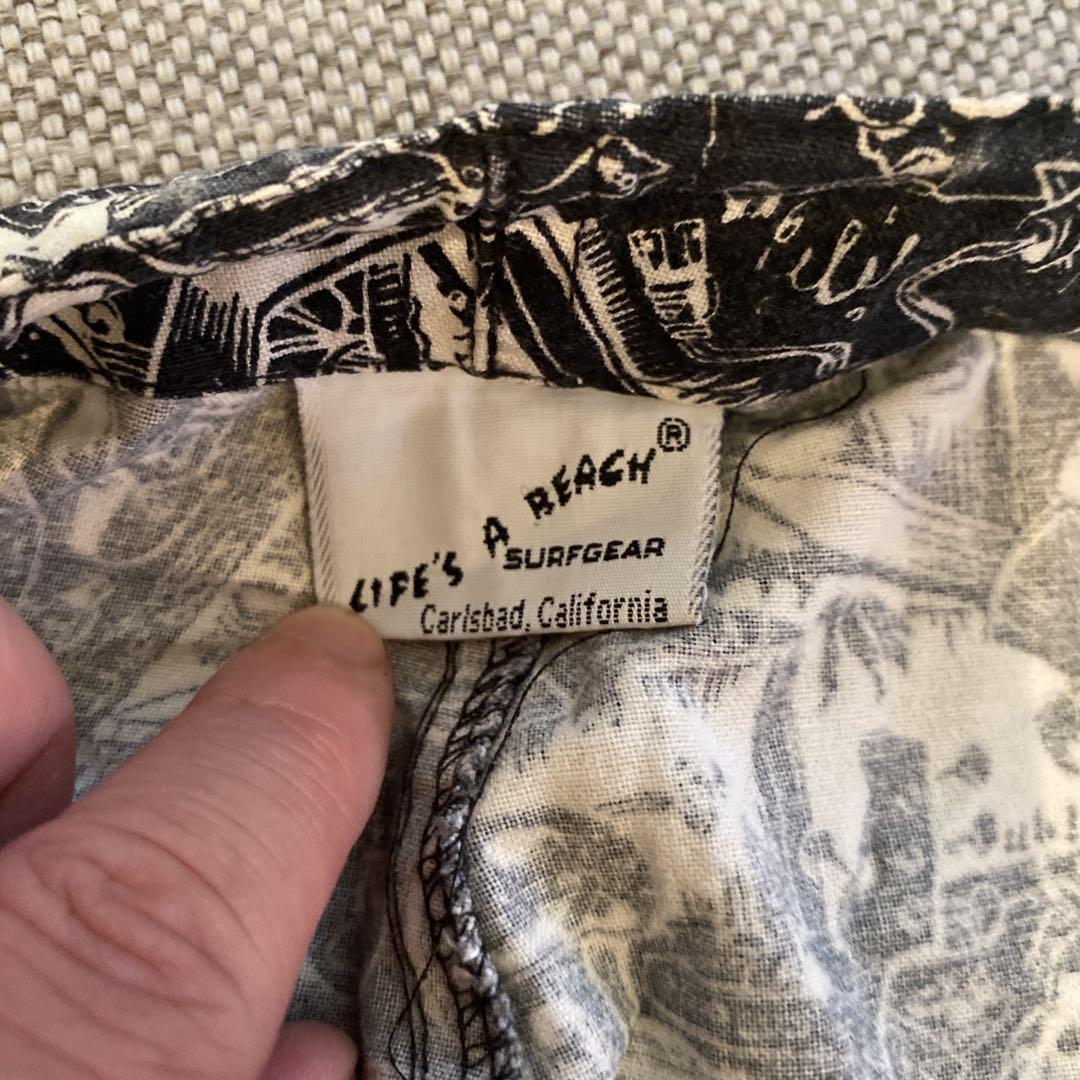 LIFE'S A BEACH®
SURFGEAR
Carlsbad, California